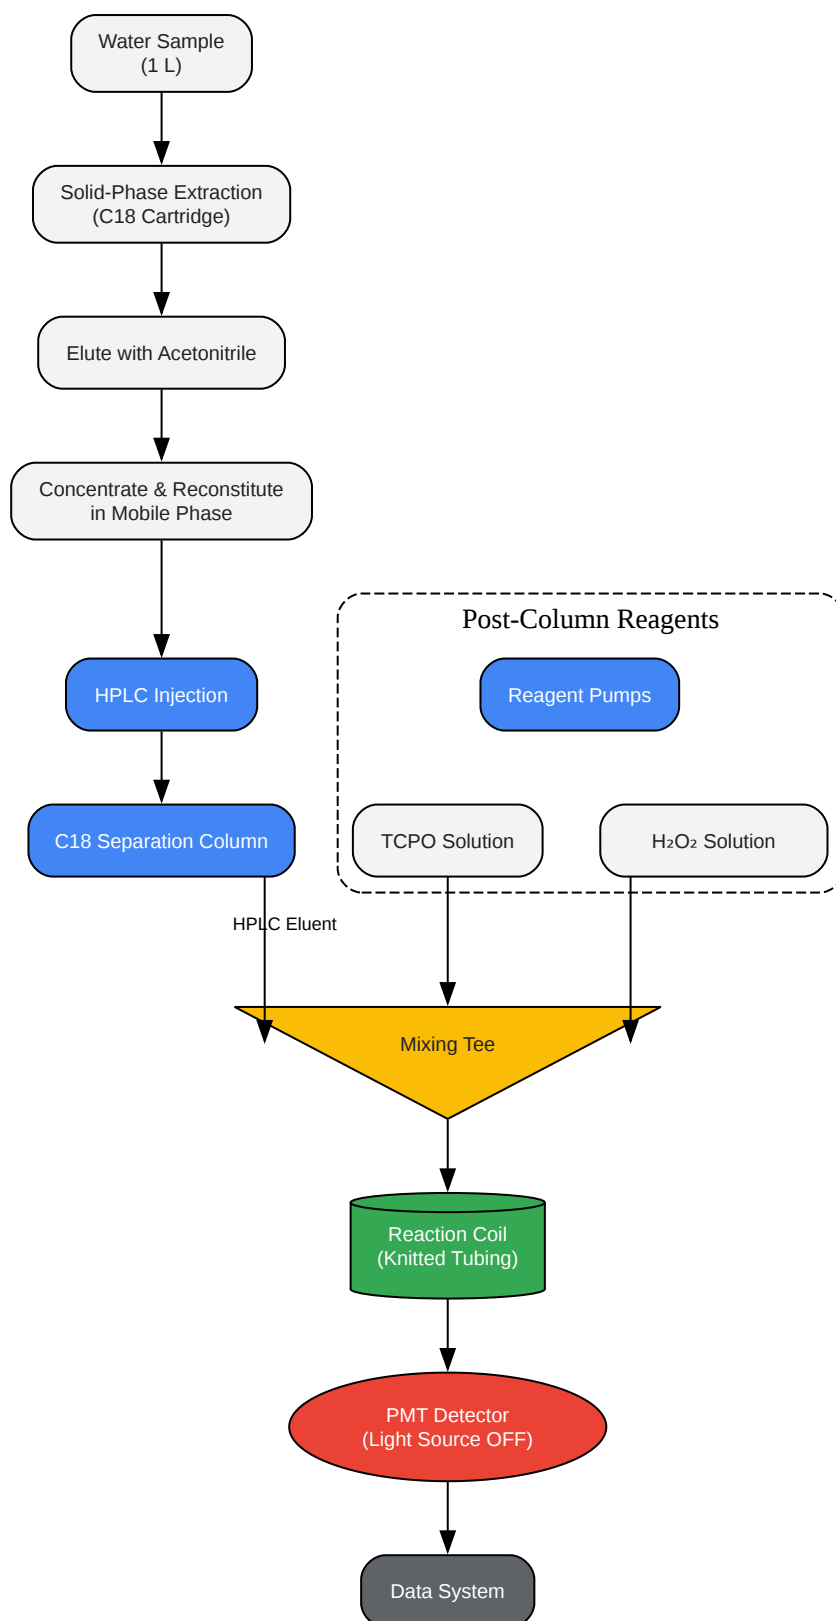 Water Sample
(1 L)
Solid-Phase Extraction
(C18 Cartridge)
Elute with Acetonitrile
Concentrate & Reconstitute
in Mobile Phase
Post-Column Reagents
HPLC Injection
Reagent Pumps
C18 Separation Column
TCPO Solution
H₂O₂ Solution
HPLC Eluent
Mixing Tee
Reaction Coil
(Knitted Tubing)
PMT Detector
(Light Source OFF)
Data System